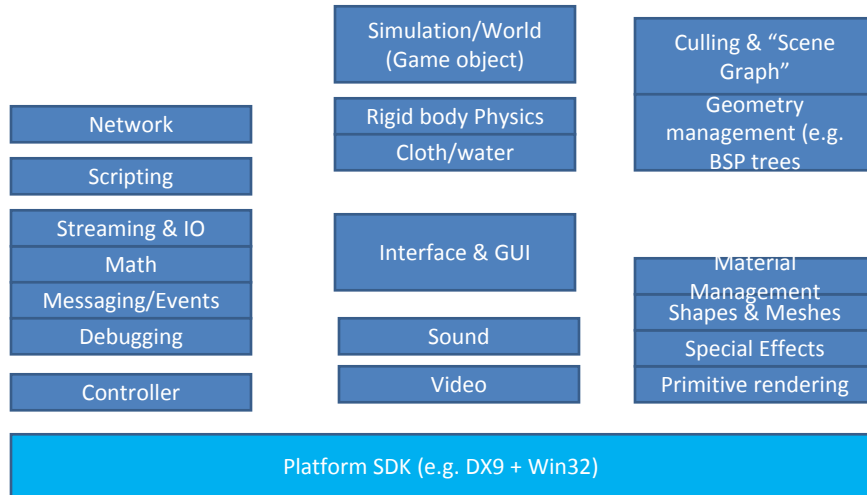 Network
Scripting
Streaming & IO
Math
Messaging/Events
Debugging
Controller
Simulation/World
(Game object)
Rigid body Physics
Cloth/water
Interface & GUI
Sound
Video
Culling & “Scene
Graph”
Geometry
management (e.g.
BSP trees
Material
Management
Shapes & Meshes
Special Effects
Primitive rendering
Platform SDK (e.g. DX9 + Win32)